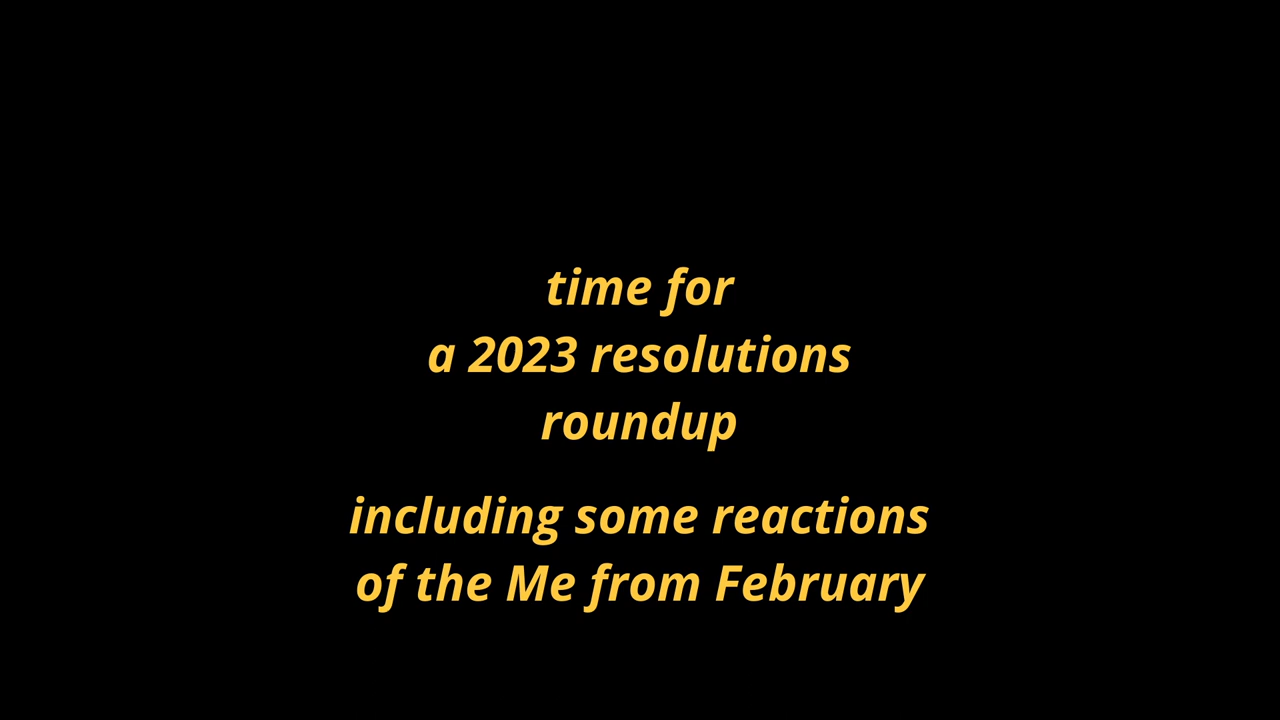 time for
a 2023 resolutions
roundup
including some reactions
of the Me from February